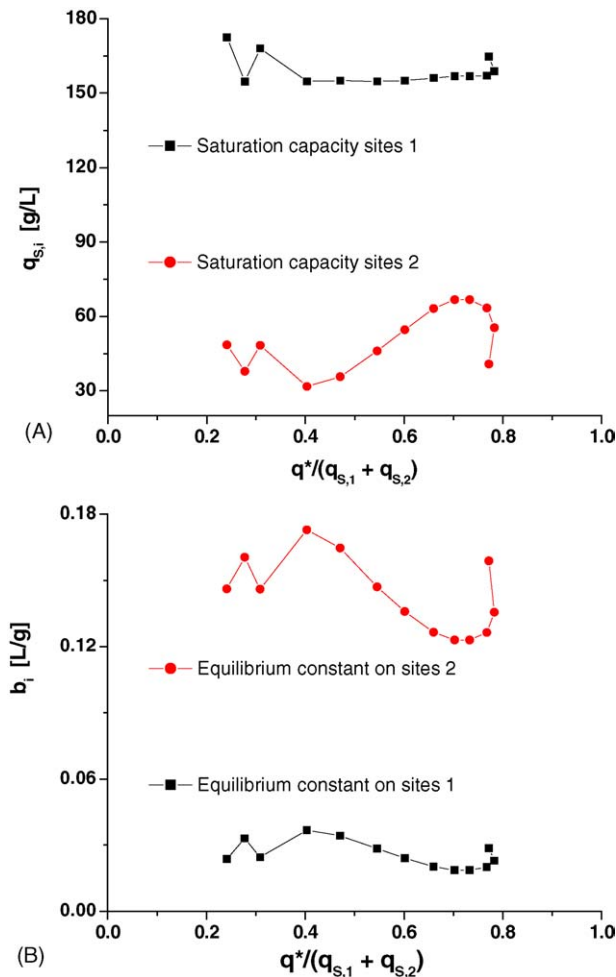 180
150
120
90
60
30
q_S,i [g/L]
Saturation capacity sites 1
Saturation capacity sites 2
(A)
0.0 0.2 0.4 0.6 0.8 1.0
q*/(q_S,1 + q_S,2)
0.18
0.12
0.06
0.00
b_i [L/g]
Equilibrium constant on sites 2
Equilibrium constant on sites 1
(B)
0.0 0.2 0.4 0.6 0.8 1.0
q*/(q_S,1 + q_S,2)